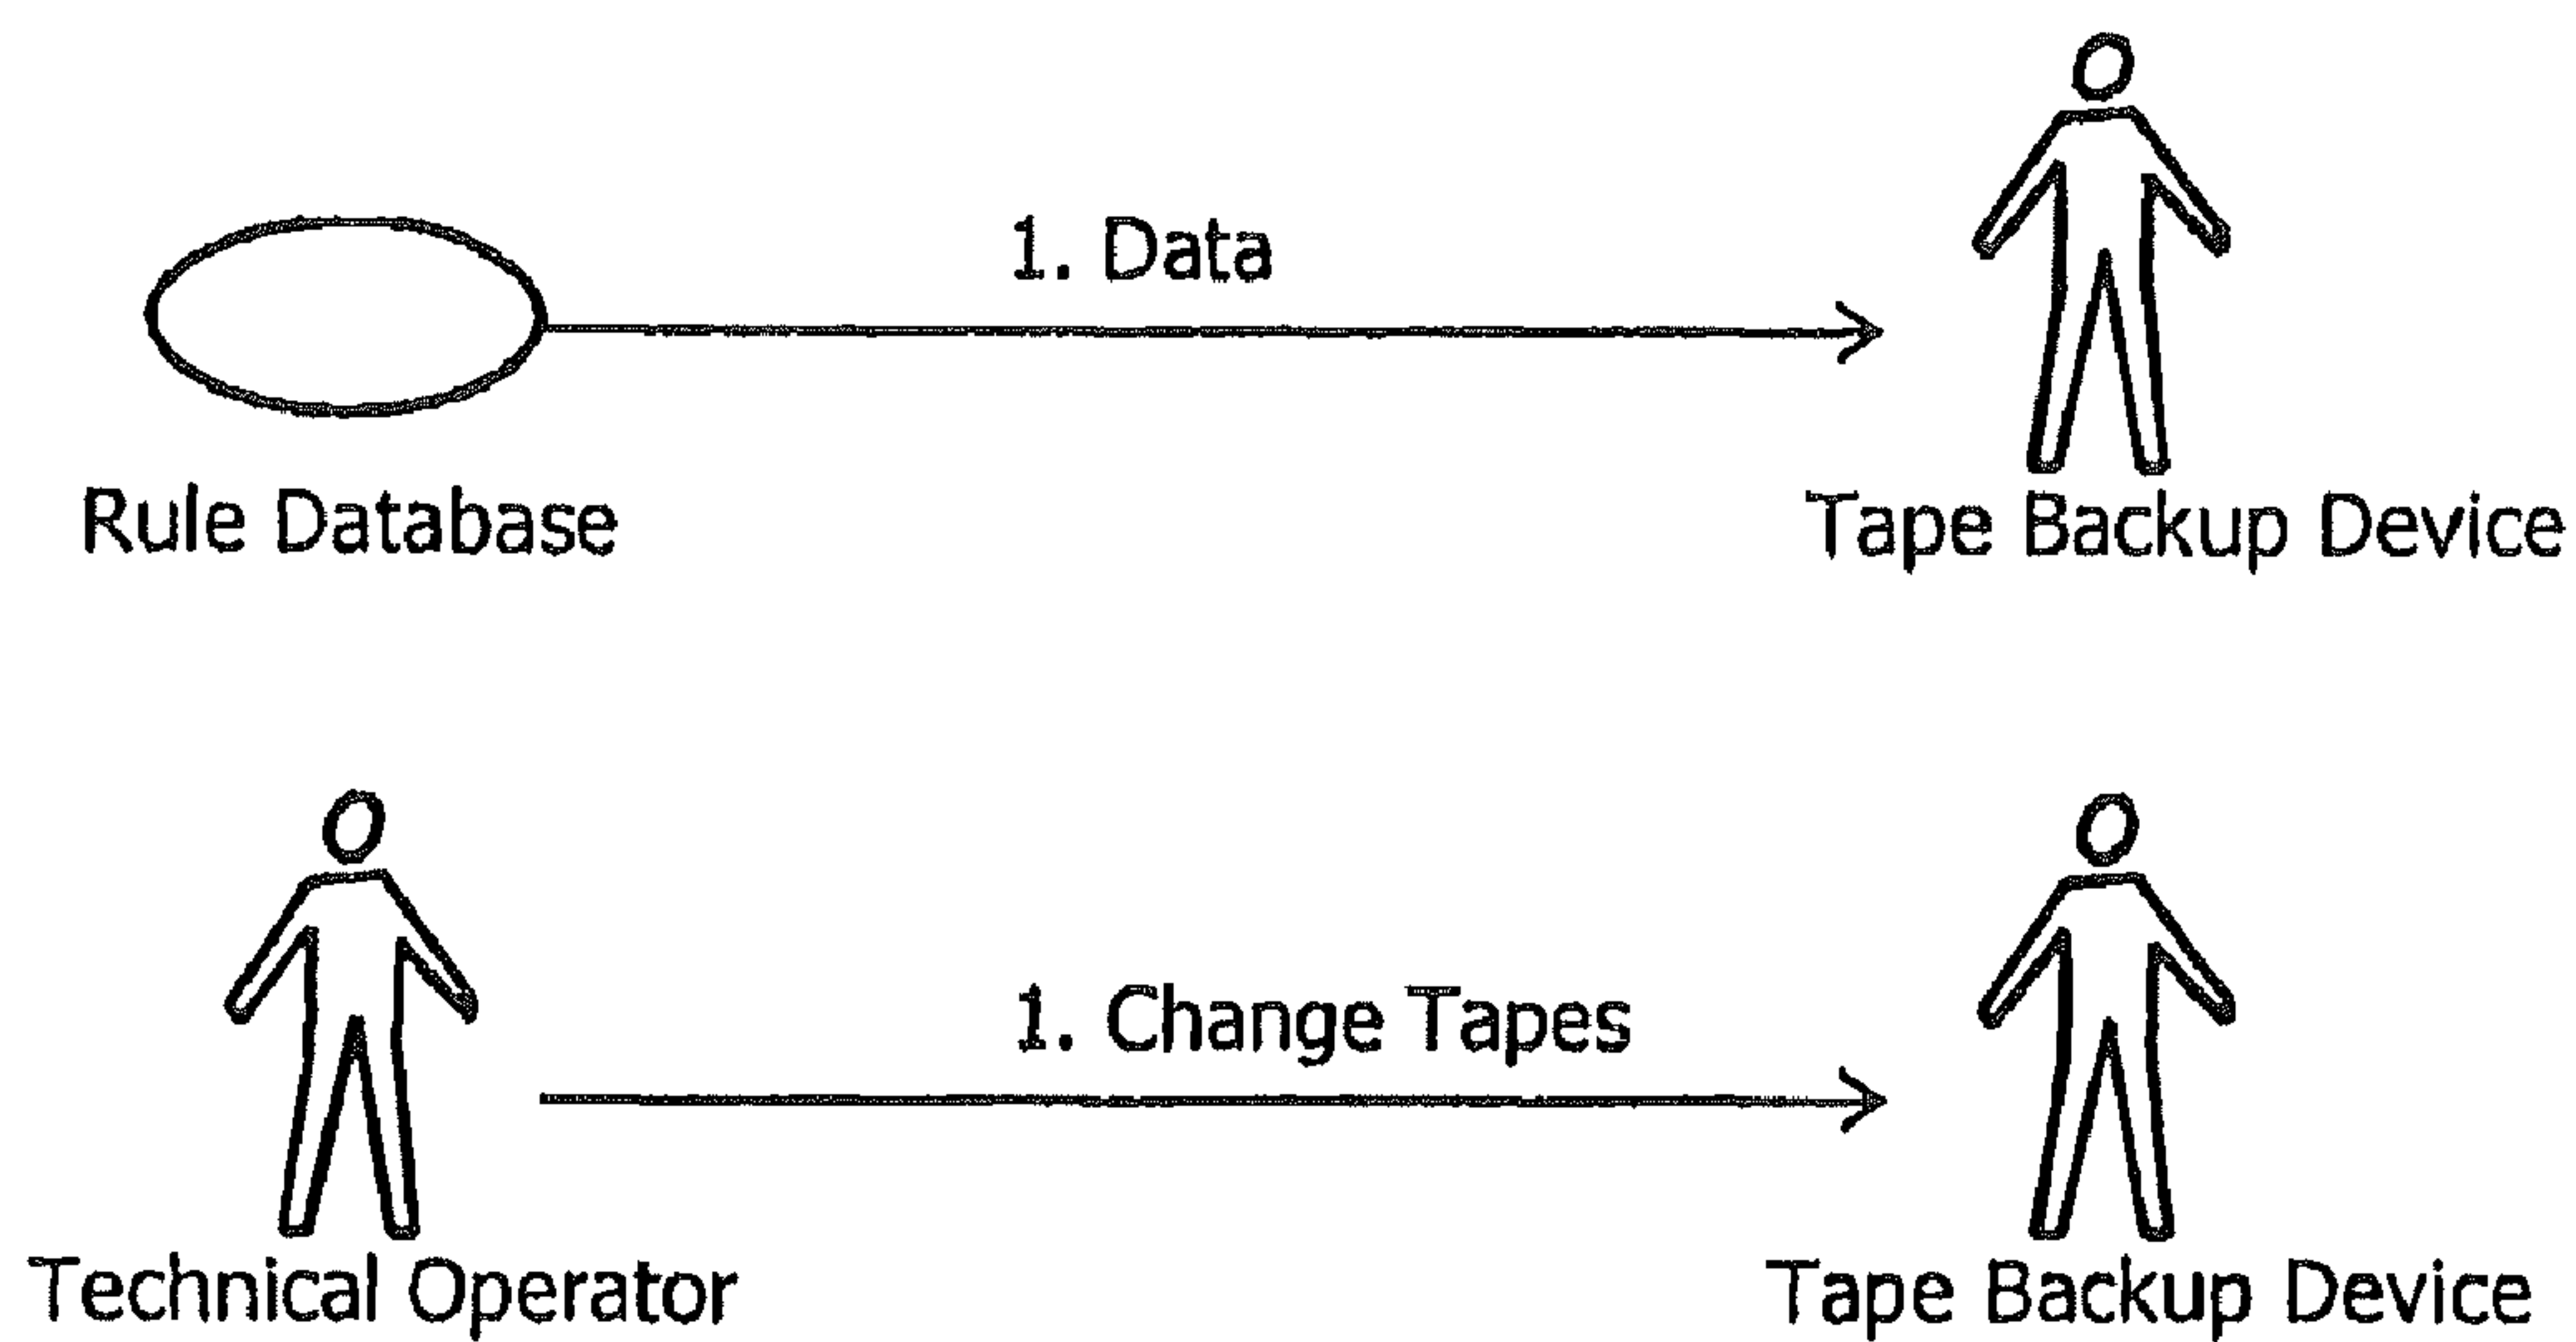 1. Data
Rule Database
Tape Backup Device
1. Change Tapes
Technical Operator
Tape Backup Device